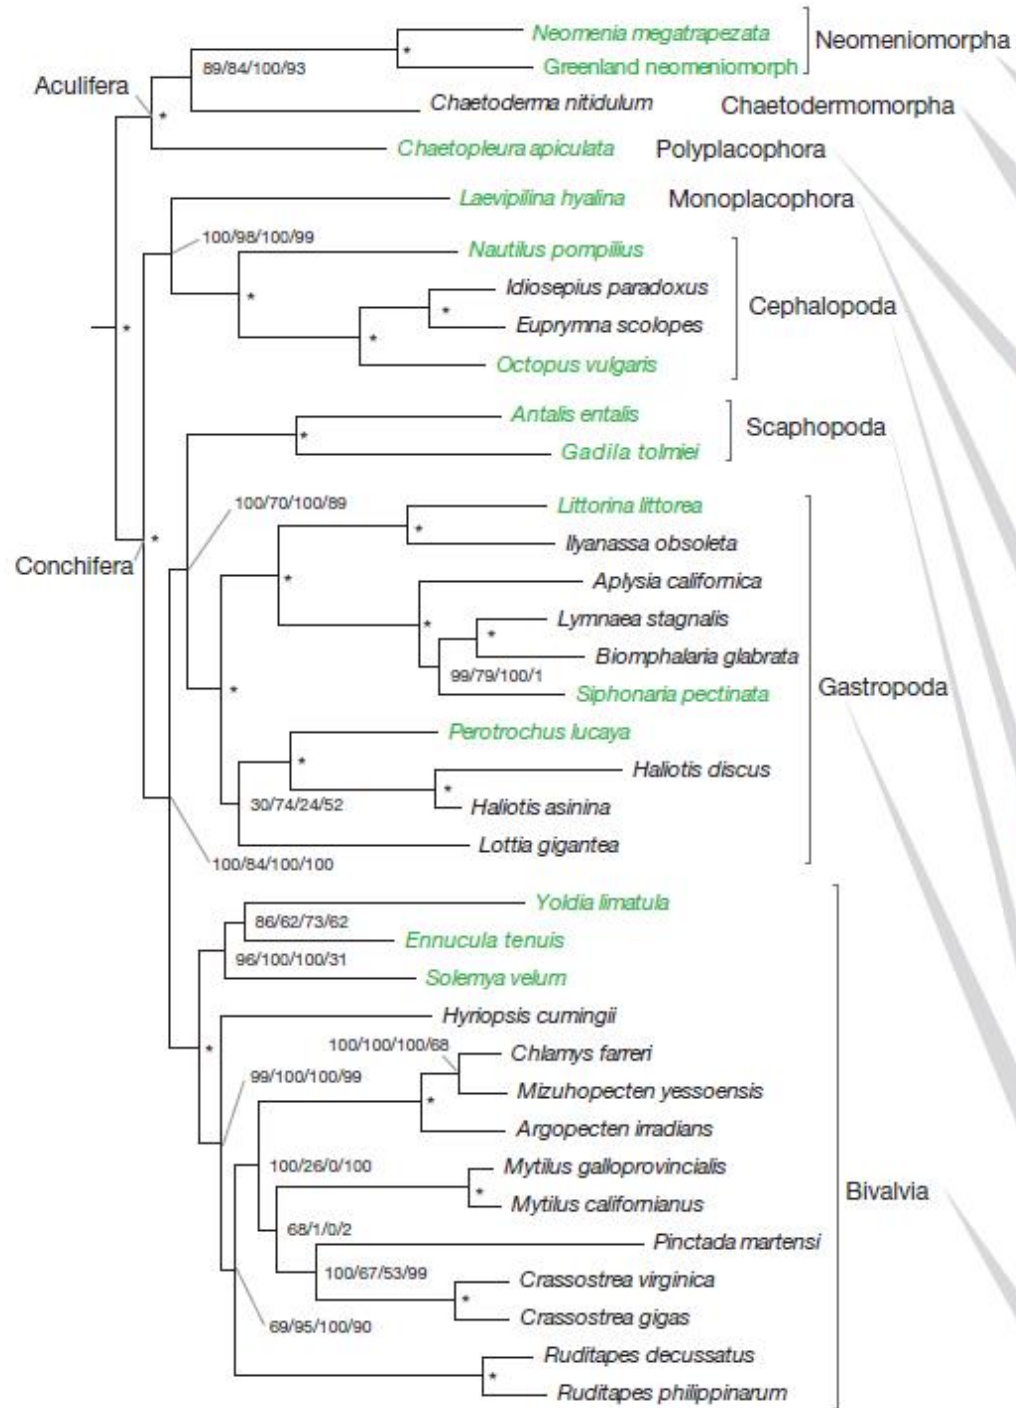 Neomenia megatrapezata
Neomeniomorpha
*
89/84/100/93
Greenland neomeniomorph
Aculifera
Chaetoderma nitidulum
Chaetodermomorpha
*
Chaetopleura apiculata
Polyplacophora
Laevipilina hyalina
Monoplacophora
100/98/100/99
Nautilus pompilius
Idiosepius paradoxus
*
*
Cephalopoda
*
Euprymna scolopes
*
Octopus vulgaris
Antalis entalis
Scaphopoda
*
Gadila tolmiei
100/70/100/89
Littorina littorea
*
Ilyanassa obsoleta
*
Conchifera
*
Aplysia californica
Lymnaea stagnalis
*
*
Biomphalaria glabrata
99/79/100/1
Gastropoda
*
Siphonaria pectinata
Perotrochus lucaya
*
Haliotis discus
*
30/74/24/52
Haliotis asinina
Lottia gigantea
100/84/100/100
Yoldia limatula
86/62/73/62
Ennucula tenuis
96/100/100/31
Solemya velum
Hyriopsis cumingii
*
100/100/100/68
Chlamys farreri
99/100/100/99
Mizuhopecten yessoensis
*
Argopecten irradians
100/26/0/100
Mytilus galloprovincialis
*
Bivalvia
Mytilus californianus
68/1/0/2
Pinctada martensi
100/67/53/99
Crassostrea virginica
*
Crassostrea gigas
69/95/100/90
Ruditapes decussatus
*
Ruditapes philippinarum